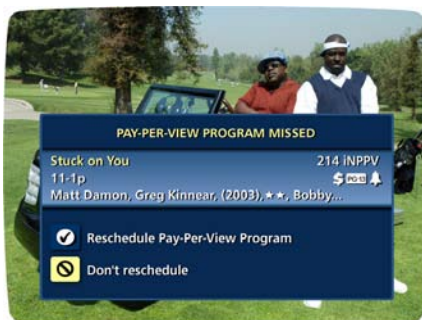 PAY-PER-VIEW PROGRAM MISSED
Stuck on You 214 iNPPV
11-1p $ PG-13
Matt Damon, Greg Kinnear, (2003),★★, Bobby...
Reschedule Pay-Per-View Program
Don't reschedule